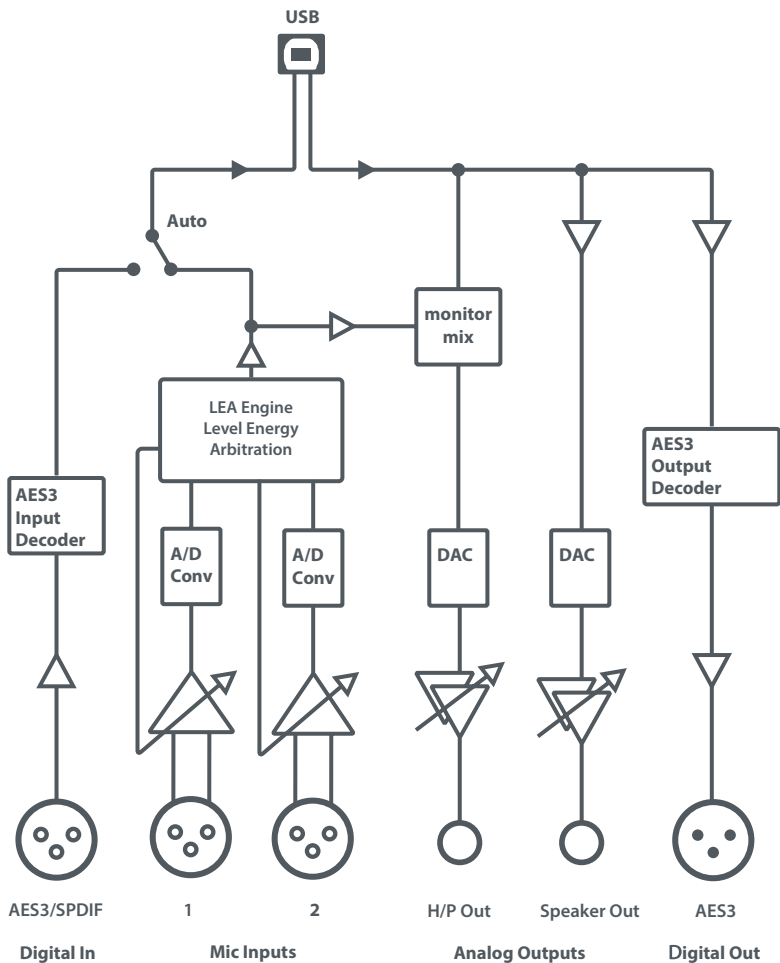 USB
Auto
monitor
mix
LEA Engine
Level Energy
Arbitration
AES3
Output
Decoder
AES3
Input
Decoder
A/D
Conv
A/D
Conv
DAC
DAC
AES3/SPDIF
1
2
H/P Out
Speaker Out
AES3
Digital In
Mic Inputs
Analog Outputs
Digital Out